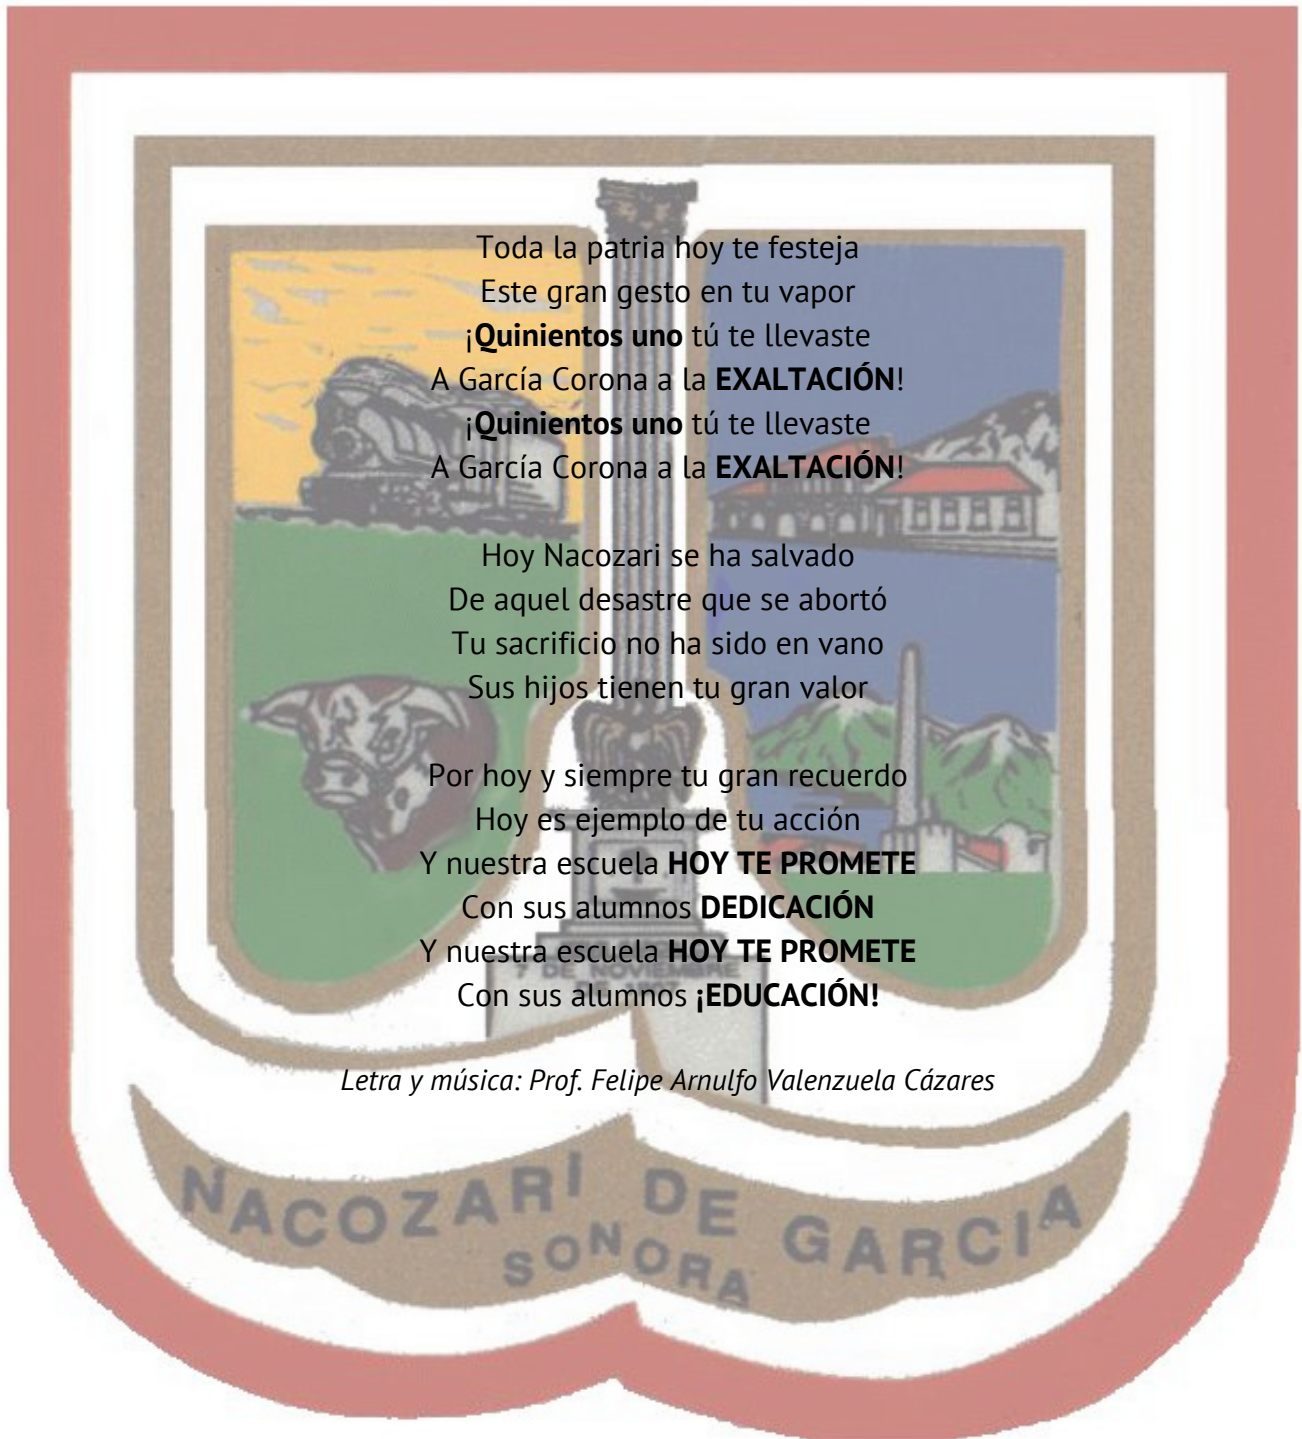 Toda la patria hoy te festeja
Este gran gesto en tu vapor
¡Quinientos uno tú te llevaste
A García Corona a la EXALTACIÓN!
¡Quinientos uno tú te llevaste
A García Corona a la EXALTACIÓN!
Hoy Nacozari se ha salvado
De aquel desastre que se abortó
Tu sacrificio no ha sido en vano
Sus hijos tienen tu gran valor
Por hoy y siempre tu gran recuerdo
Hoy es ejemplo de tu acción
Y nuestra escuela HOY TE PROMETE
Con sus alumnos DEDICACIÓN
Y nuestra escuela HOY TE PROMETE
7 DE NOVIEMBRE
Con sus alumnos ¡EDUCACIÓN!
Letra y música: Prof. Felipe Arnulfo Valenzuela Cázares
NACOZARI DE GARCIA
SONORA